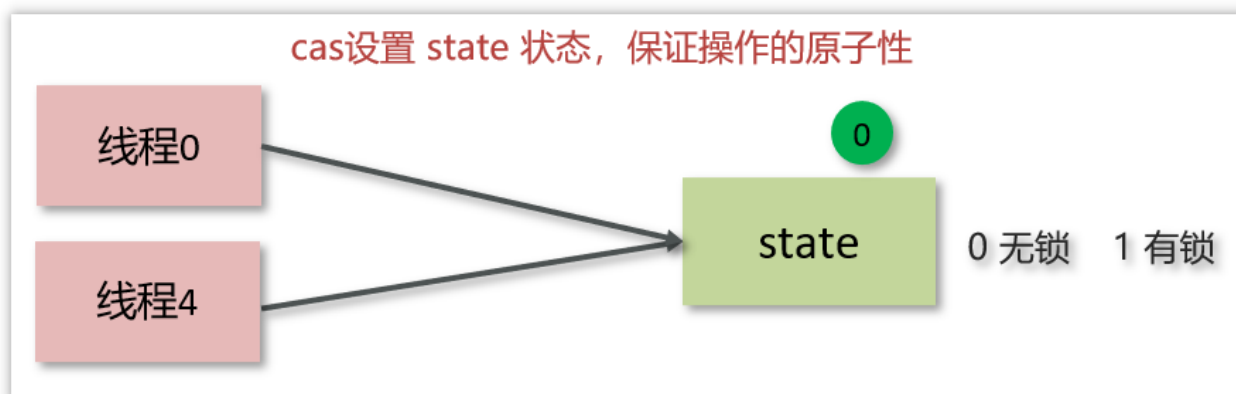 cas设置 state 状态，保证操作的原子性
线程0
0
state
0 无锁 1 有锁
线程4